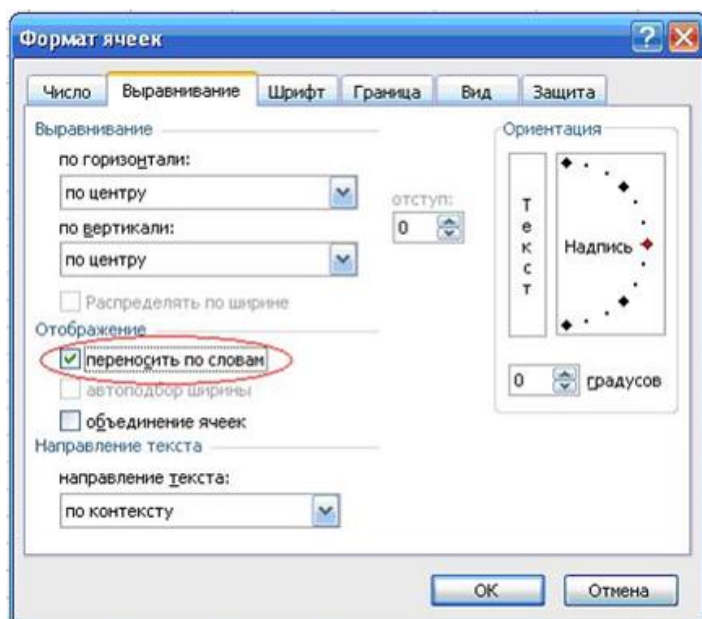 Формат ячеек
Число Выравнивание Шрифт Граница Вид Защита
Выравнивание
по горизонтали:
по центру
отступ:
0
по вертикали:
по центру
Распределять по ширине
Отображение
переносить по словам
автоподбор ширины
объединение ячеек
Направление текста
направление текста:
по контексту
Ориентация
Текст
Надпись
0 градусов
ОК Отмена